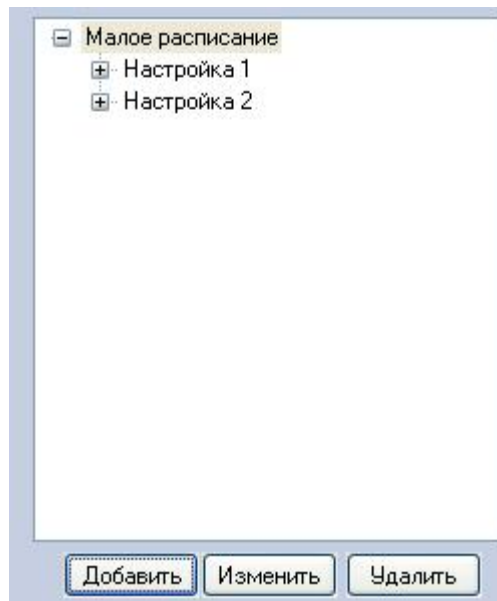 Малое расписание
Настройка 1
Настройка 2
Добавить Изменить Удалить